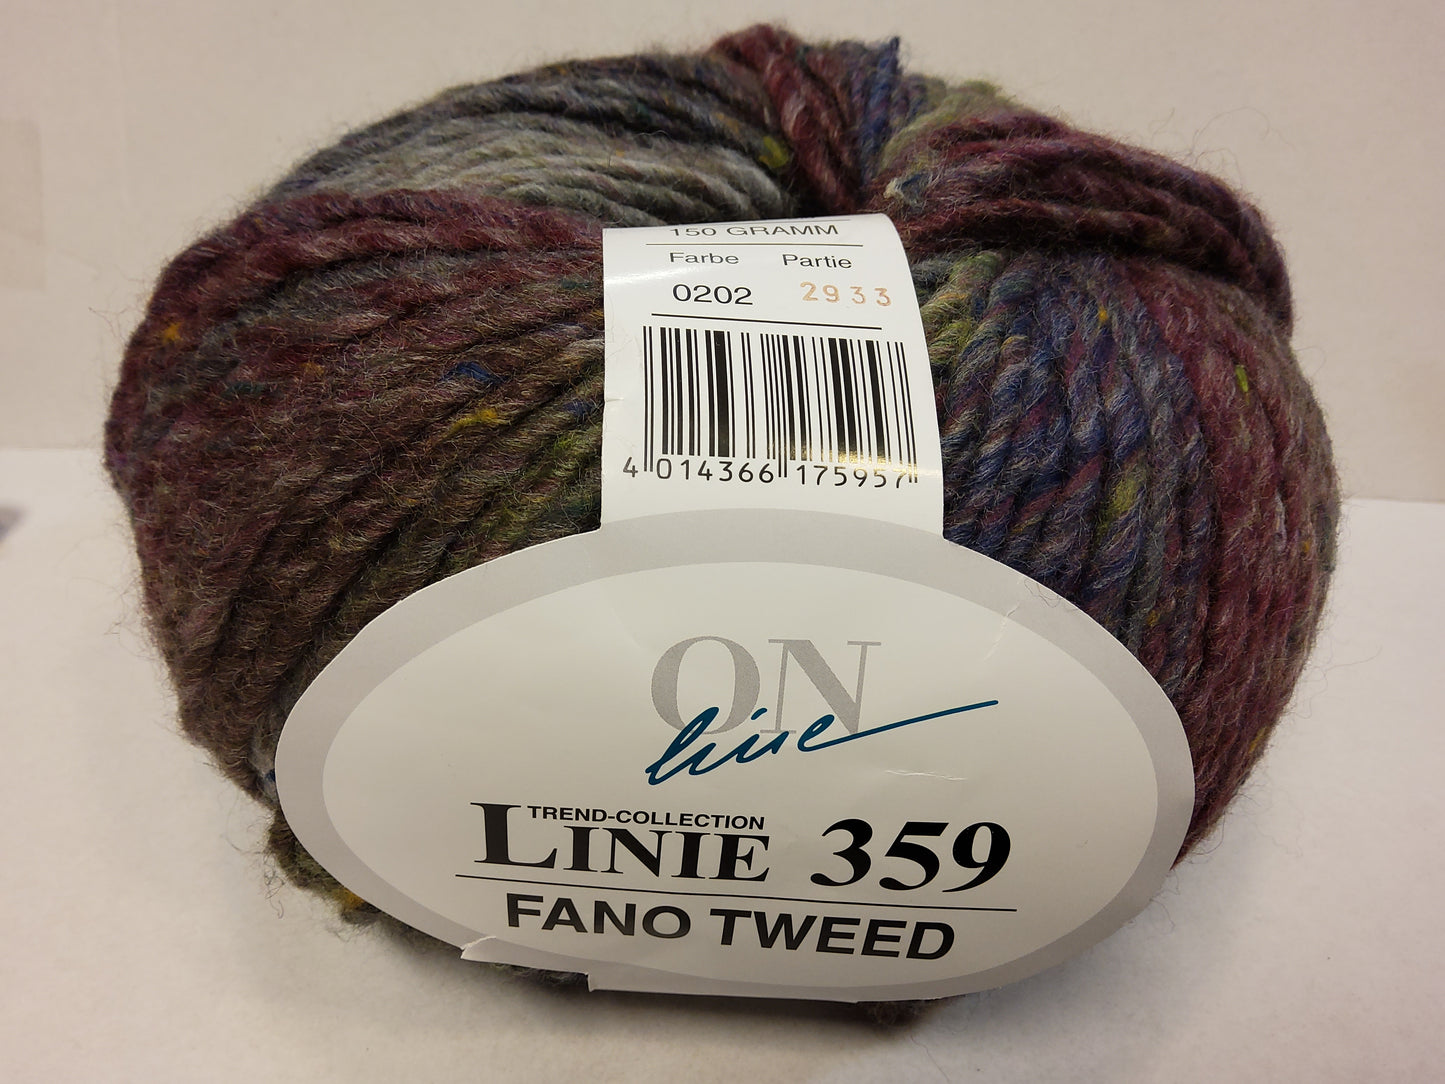 150 GRAMM
Farbe Partie
0202 2933
4 014366 175957
ON
line
TREND-COLLECTION
LINIE 359
FANO TWEED